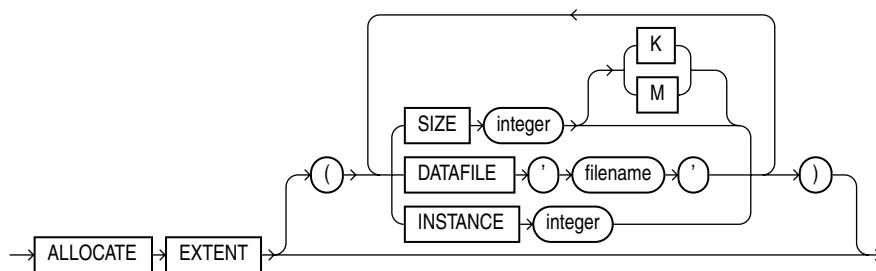 K
M
SIZE integer
( DATAFILE ' filename ' )
INSTANCE integer
ALLOCATE EXTENT